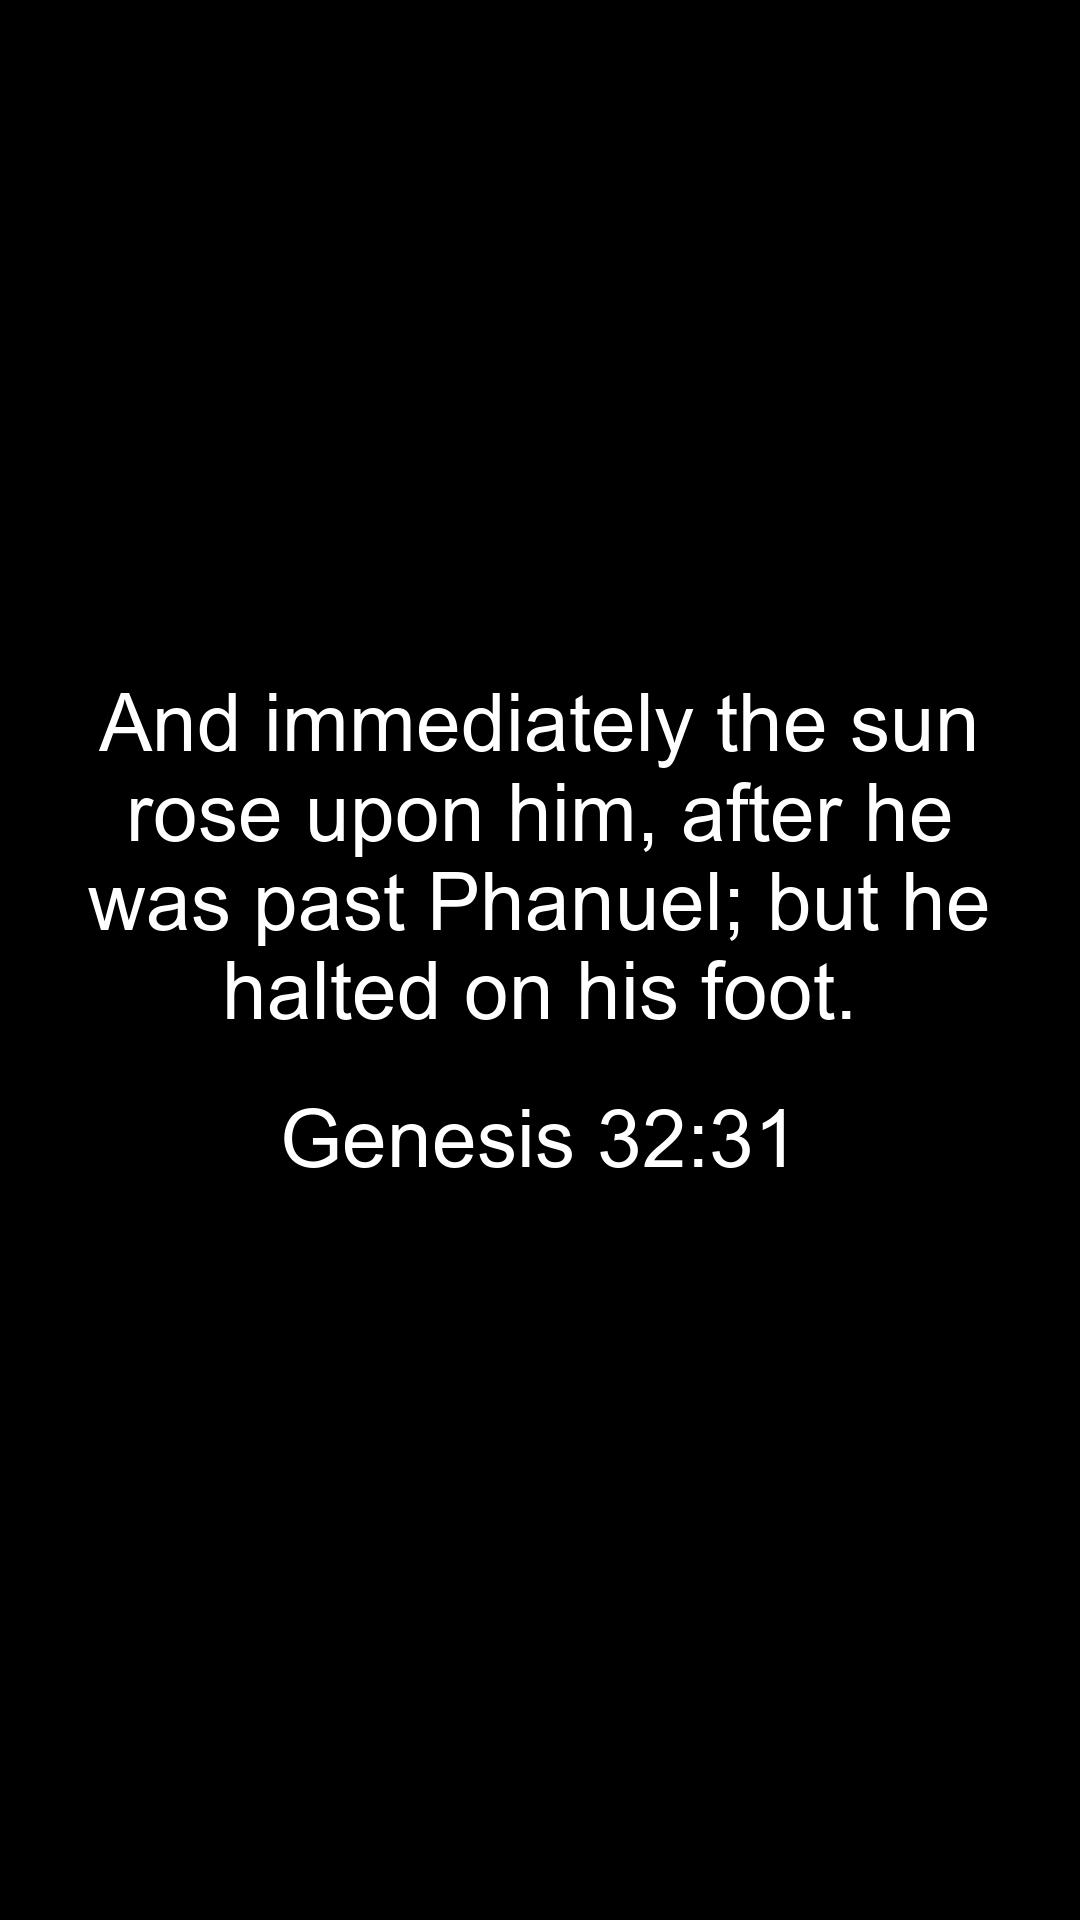 And immediately the sun
rose upon him, after he
was past Phanuel; but he
halted on his foot.
Genesis 32:31